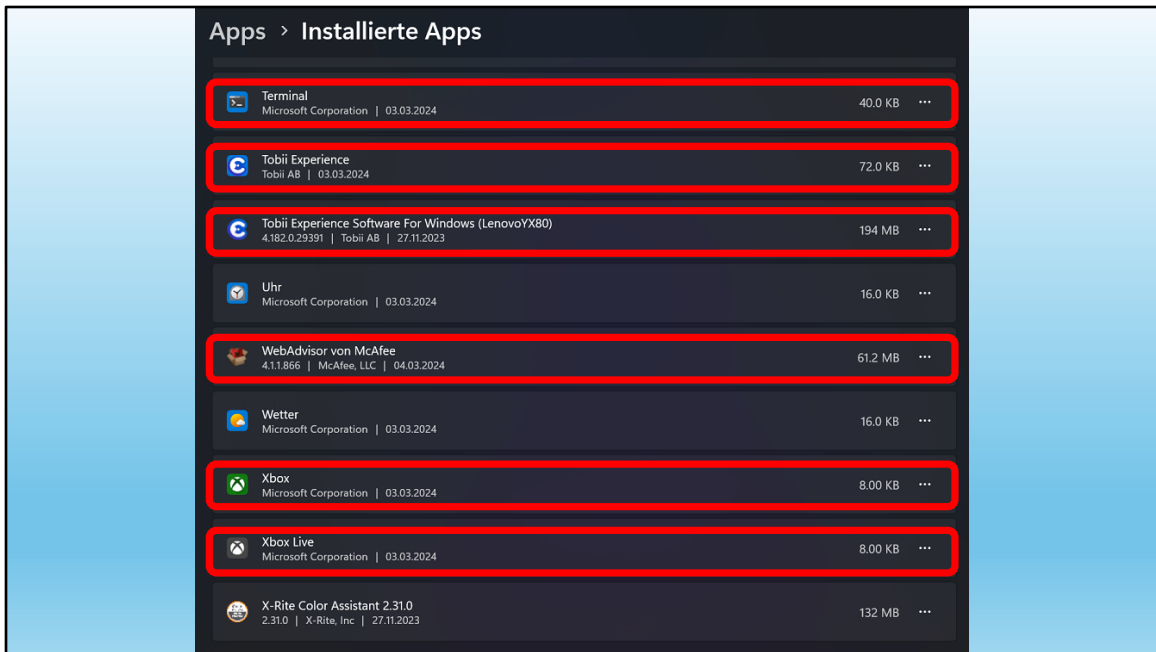 Apps > Installierte Apps
Terminal
Microsoft Corporation | 03.03.2024
40.0 KB
Tobii Experience
Tobii AB | 03.03.2024
72.0 KB
Tobii Experience Software For Windows (LenovoYX80)
4.182.0.29391 | Tobii AB | 27.11.2023
194 MB
Uhr
Microsoft Corporation | 03.03.2024
16.0 KB
WebAdvisor von McAfee
4.1.1.866 | McAfee, LLC | 04.03.2024
61.2 MB
Wetter
Microsoft Corporation | 03.03.2024
16.0 KB
Xbox
Microsoft Corporation | 03.03.2024
8.00 KB
Xbox Live
Microsoft Corporation | 03.03.2024
8.00 KB
X-Rite Color Assistant 2.31.0
2.31.0 | X-Rite, Inc | 27.11.2023
132 MB